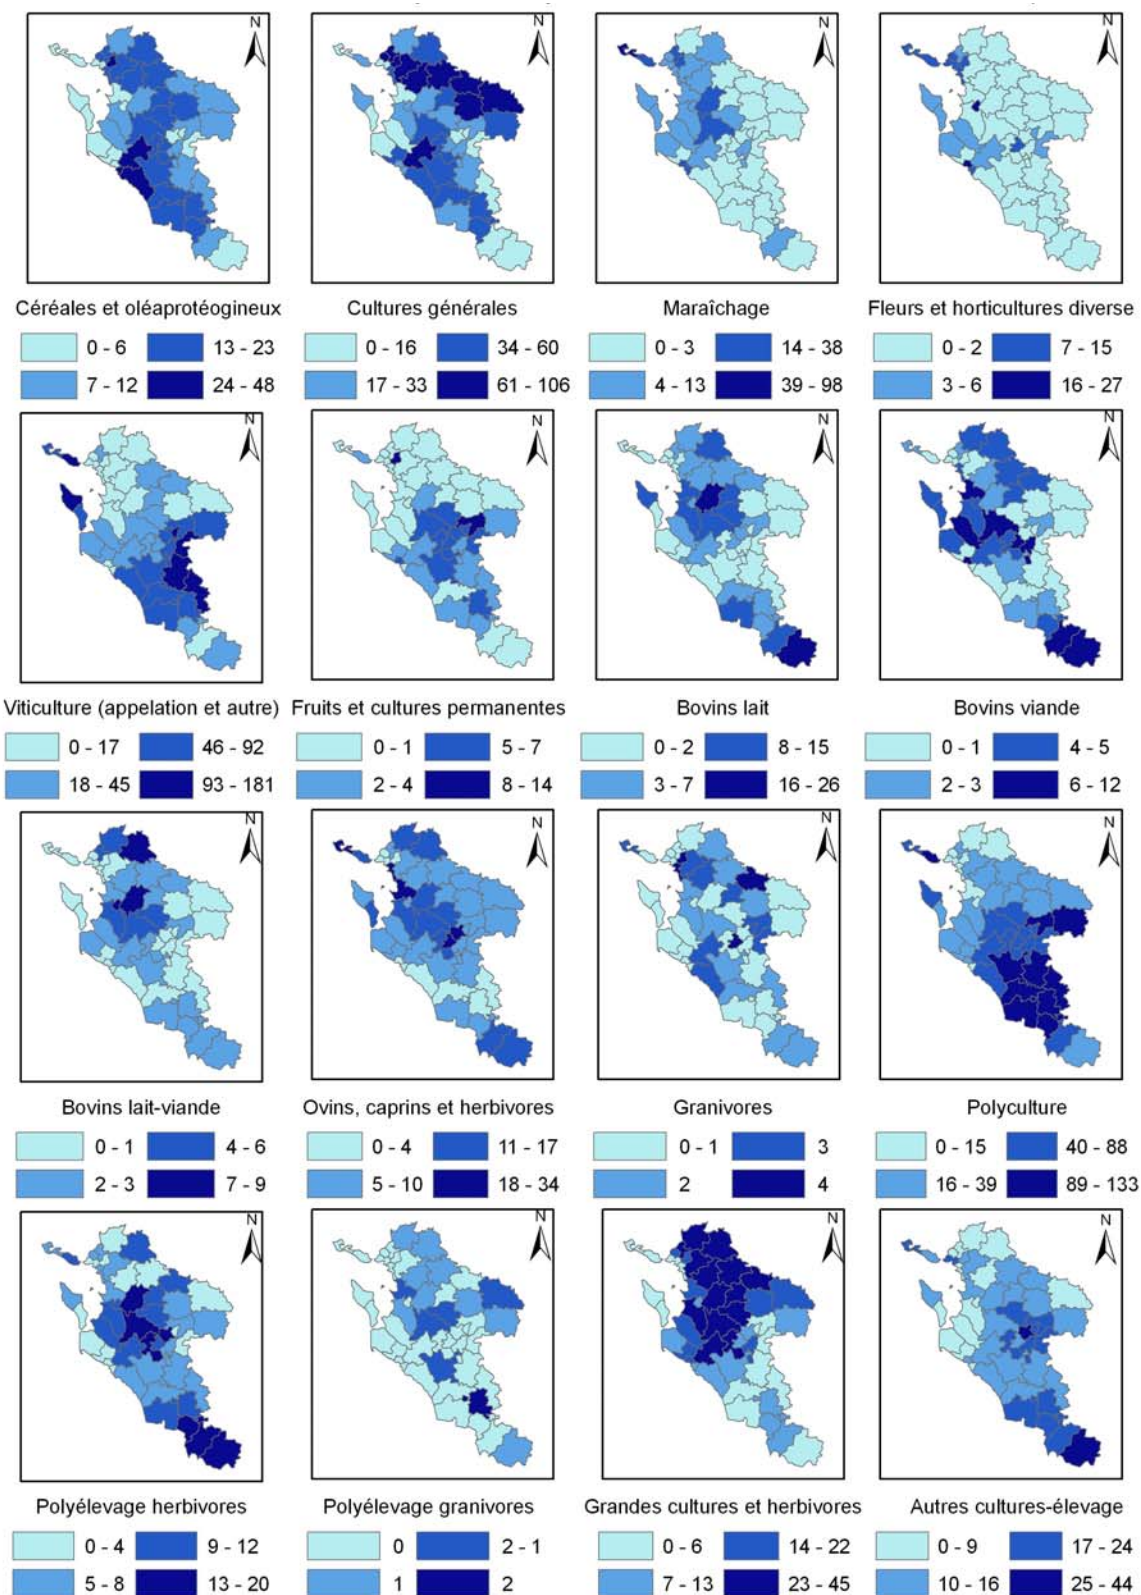 N N N N
Céréales et oléaprotéogineux Cultures générales Maraîchage Fleurs et horticultures diverse
0 - 6 13 - 23 0 - 16 34 - 60 0 - 3 14 - 38 0 - 2 7 - 15
7 - 12 24 - 48 17 - 33 61 - 106 4 - 13 39 - 98 3 - 6 16 - 27
N N N N
Viticulture (appelation et autre) Fruits et cultures permanentes Bovins lait Bovins viande
0 - 17 46 - 92 0 - 1 5 - 7 0 - 2 8 - 15 0 - 1 4 - 5
18 - 45 93 - 181 2 - 4 8 - 14 3 - 7 16 - 26 2 - 3 6 - 12
N N N N
Bovins lait-viande Ovins, caprins et herbivores Granivores Polyculture
0 - 1 4 - 6 0 - 4 11 - 17 0 - 1 3 0 - 15 40 - 88
2 - 3 7 - 9 5 - 10 18 - 34 2 4 16 - 39 89 - 133
N N N N
Polyélevage herbivores Polyélevage granivores Grandes cultures et herbivores Autres cultures-élevage
0 - 4 9 - 12 0 2 - 1 0 - 6 14 - 22 0 - 9 17 - 24
5 - 8 13 - 20 1 2 7 - 13 23 - 45 10 - 16 25 - 44